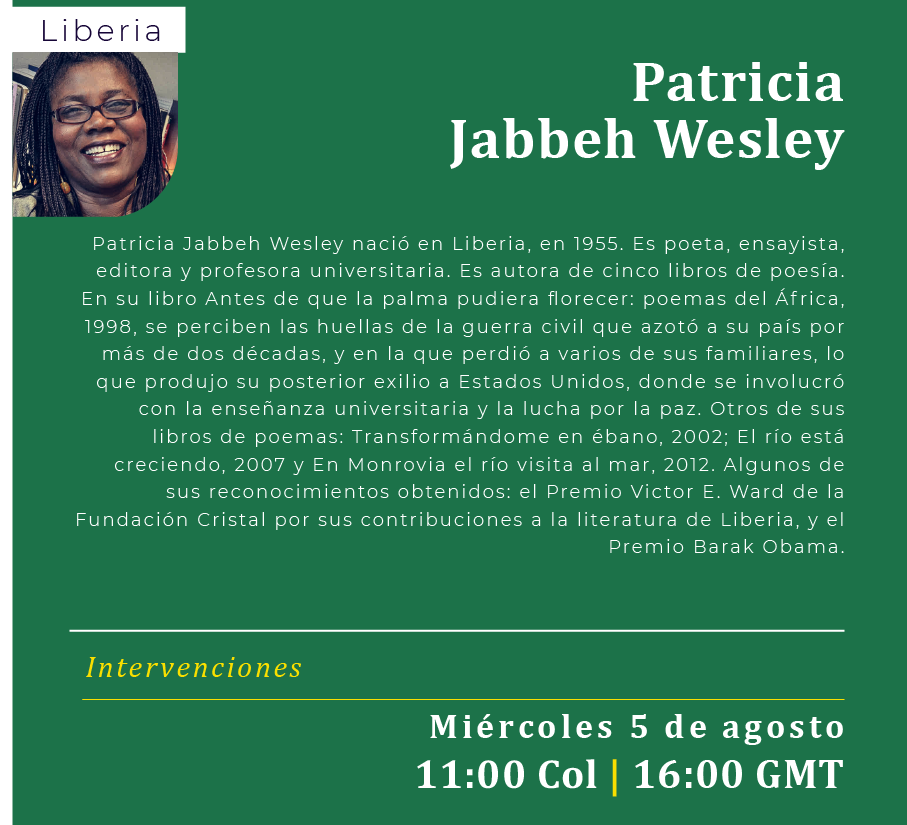 Liberia
Patricia
Jabbeh Wesley
Patricia Jabbeh Wesley nació en Liberia, en 1955. Es poeta, ensayista,
editora y profesora universitaria. Es autora de cinco libros de poesía.
En su libro Antes de que la palma pudiera florecer: poemas del África,
1998, se perciben las huellas de la guerra civil que azotó a su país por
más de dos décadas, y en la que perdió a varios de sus familiares, lo
que produjo su posterior exilio a Estados Unidos, donde se involucró
con la enseñanza universitaria y la lucha por la paz. Otros de sus
libros de poemas: Transformándome en ébano, 2002; El río está
creciendo, 2007 y En Monrovia el río visita al mar, 2012. Algunos de
sus reconocimientos obtenidos: el Premio Victor E. Ward de la
Fundación Cristal por sus contribuciones a la literatura de Liberia, y el
Premio Barak Obama.
Intervenciones
Miércoles 5 de agosto
11:00 Col | 16:00 GMT